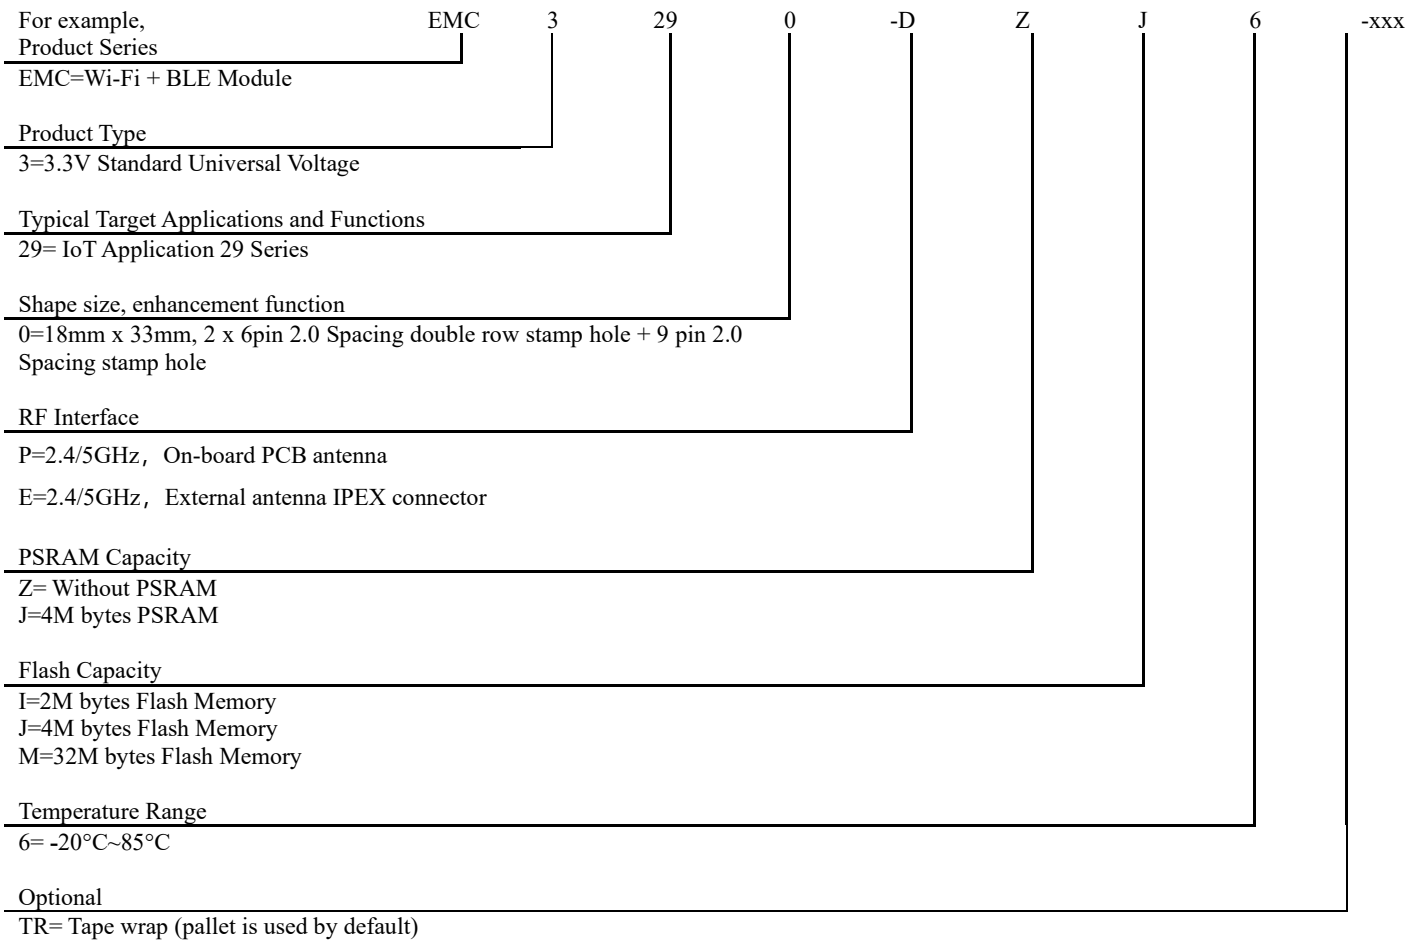 For example, EMC 3 29 0 -D Z J 6 -xxx
Product Series
EMC=Wi-Fi + BLE Module
Product Type
3=3.3V Standard Universal Voltage
Typical Target Applications and Functions
29= IoT Application 29 Series
Shape size, enhancement function
0=18mm x 33mm, 2 x 6pin 2.0 Spacing double row stamp hole + 9 pin 2.0
Spacing stamp hole
RF Interface
P=2.4/5GHz，On-board PCB antenna
E=2.4/5GHz，External antenna IPEX connector
PSRAM Capacity
Z= Without PSRAM
J=4M bytes PSRAM
Flash Capacity
I=2M bytes Flash Memory
J=4M bytes Flash Memory
M=32M bytes Flash Memory
Temperature Range
6= -20°C~85°C
Optional
TR= Tape wrap (pallet is used by default)